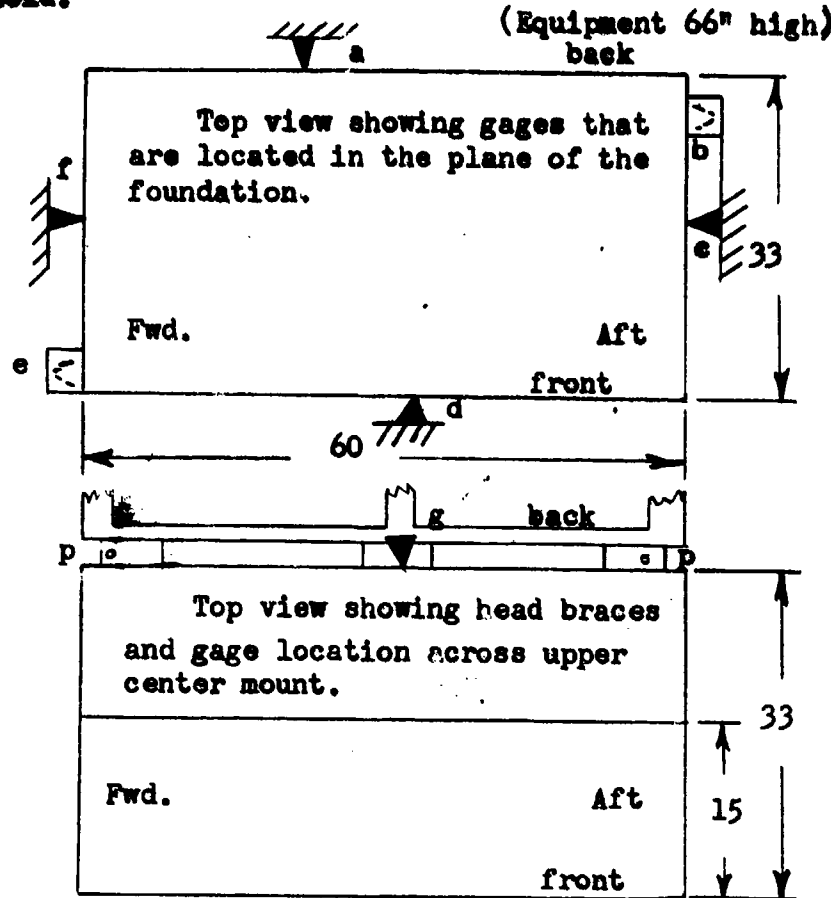 (Equipment 66" high)
a
back
Top view showing gages that
are located in the plane of the
foundation.
f
b
c
33
Fwd.
Aft
e
front
d
60
g
back
p
p
Top view showing head braces
and gage location across upper
center mount.
33
Fwd.
Aft
15
front